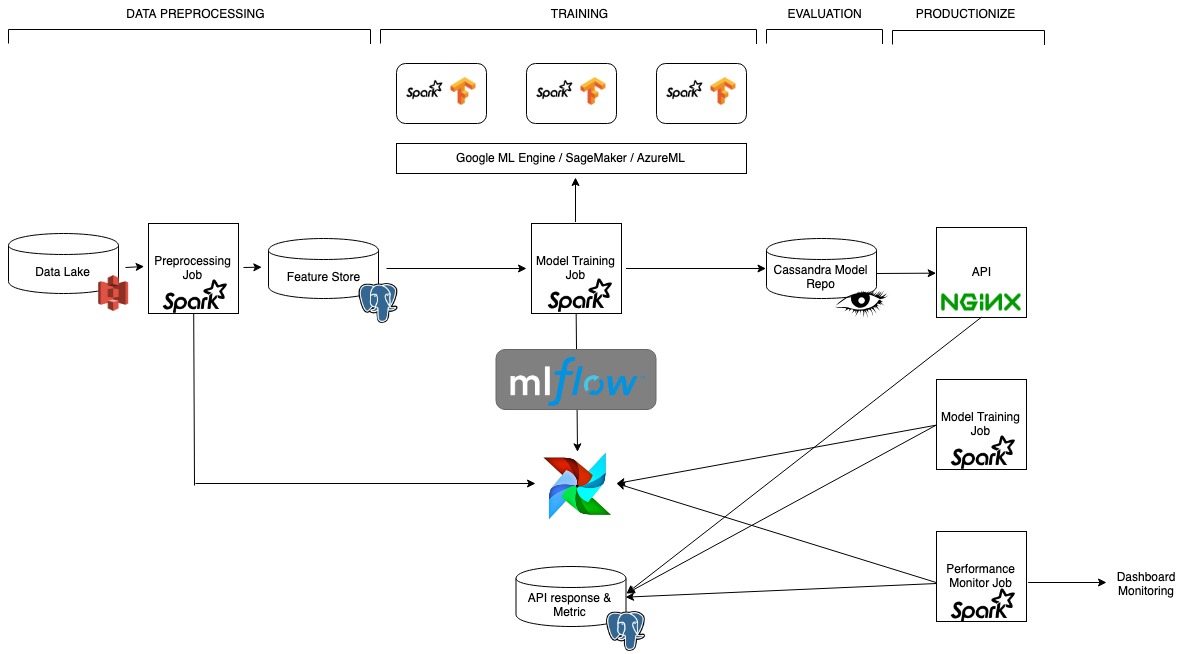 DATA PREPROCESSING
TRAINING
EVALUATION
PRODUCTIONIZE
Spark
Spark
Spark
Google ML Engine / SageMaker / AzureML
Data Lake
Preprocessing
Job
Spark
Feature Store
Model Training
Job
Spark
Cassandra Model
Repo
API
NGiNX
mlflow
Model Training
Job
Spark
API response &
Metric
Performance
Monitor Job
Spark
Dashboard
Monitoring